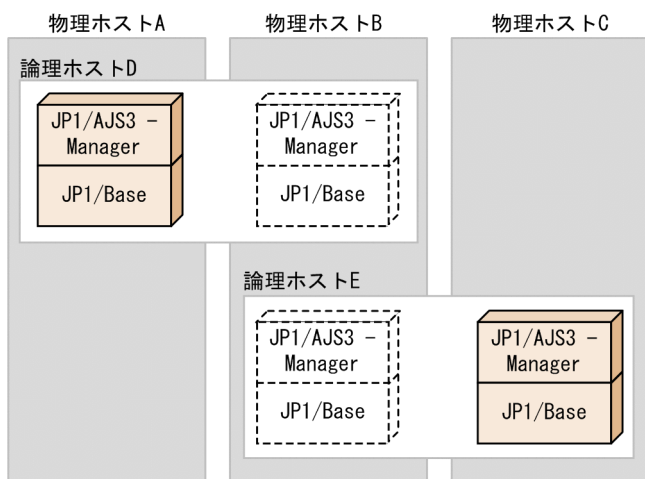 物理ホストA
物理ホストB
物理ホストC
論理ホストD
JP1/AJS3 －
Manager
JP1/Base
JP1/AJS3 －
Manager
JP1/Base
論理ホストE
JP1/AJS3 －
Manager
JP1/Base
JP1/AJS3 －
Manager
JP1/Base